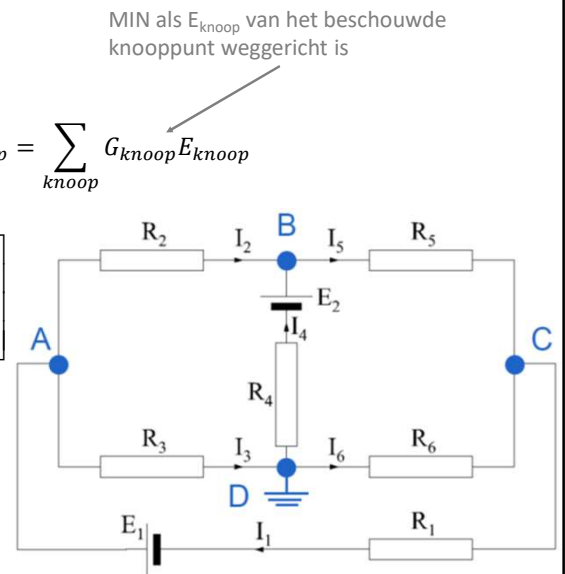 MIN als E_knoop van het beschouwde
knooppunt weggericht is
p = ∑ G_knoop E_knoop
knoop
B
R₂ I₂ I₅ R₅
E₂
I₄
A C
R₄
R₃ I₃ I₆ R₆
D
E₁ I₁ R₁